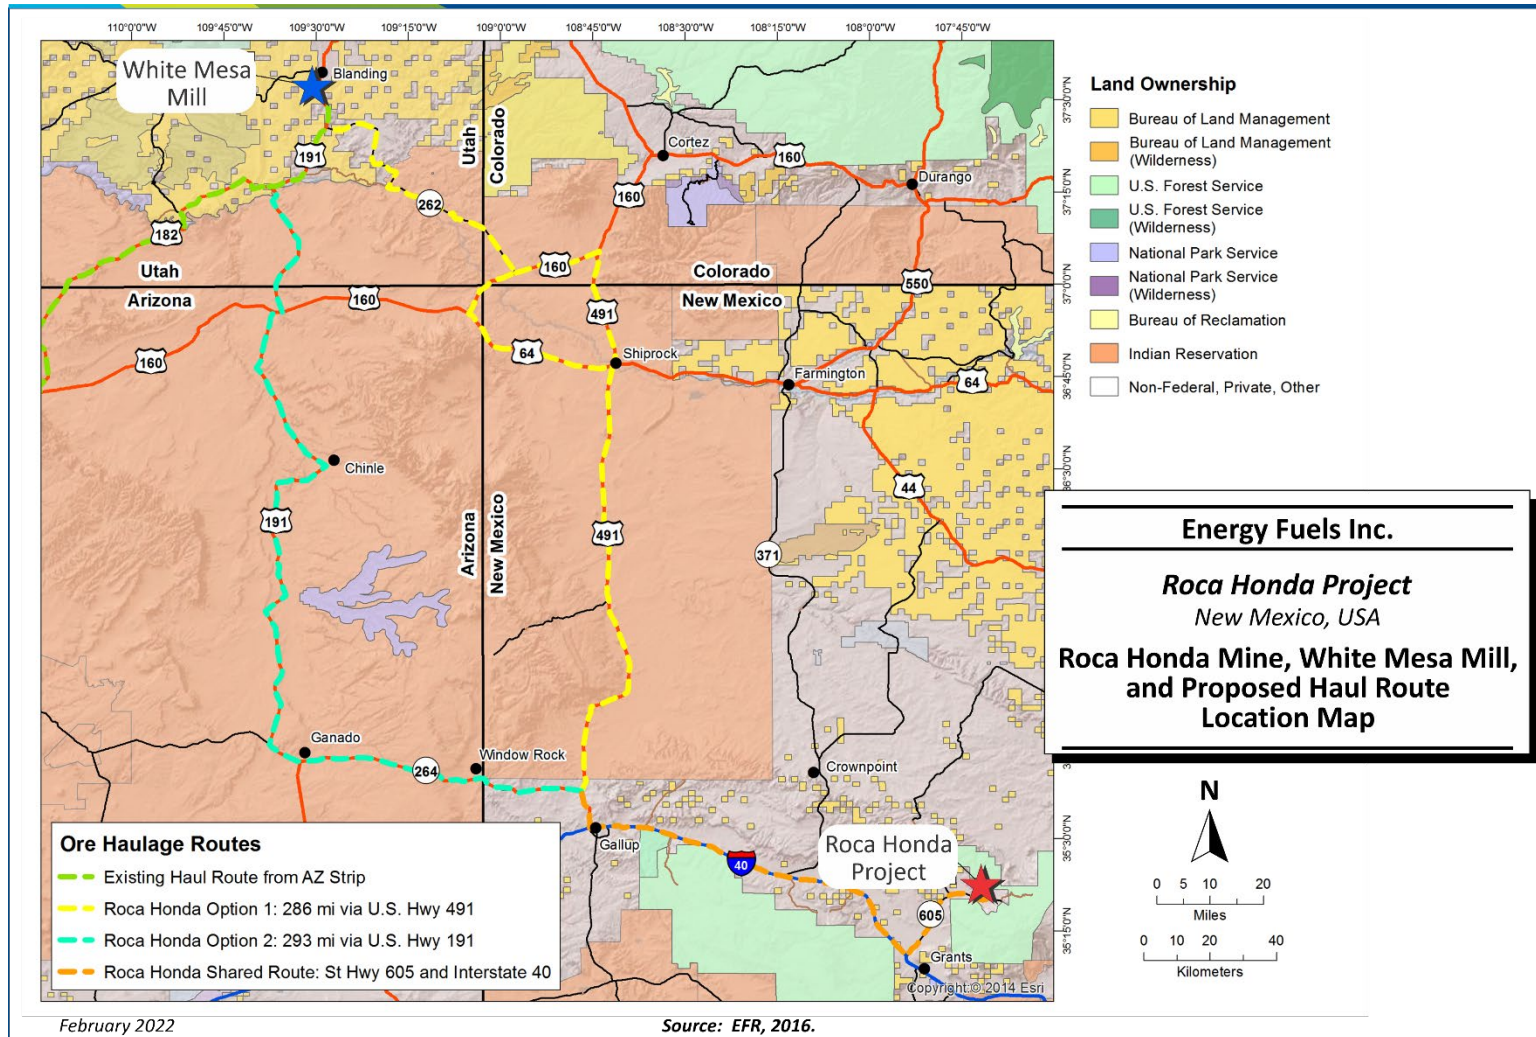 110°0'0"W
109°45'0"W
109°30'0"W
109°15'0"W
109°0'0"W
108°45'0"W
108°30'0"W
108°15'0"W
108°0'0"W
107°45'0"W
White Mesa
Mill
Blanding
Utah
Colorado
191
Cortez
160
Durango
262
160
182
Utah
Arizona
160
160
Colorado
New Mexico
550
491
64
Shiprock
Farmington
64
160
Chinle
191
Arizona
New Mexico
491
44
371
Ganado
264
Window Rock
Crownpoint
Gallup
40
Roca Honda
Project
605
Grants
Copyright:© 2014 Esri
37°30'0"N
37°15'0"N
37°0'0"N
36°45'0"N
36°30'0"N
35°30'0"N
35°15'0"N
Ore Haulage Routes
Existing Haul Route from AZ Strip
Roca Honda Option 1: 286 mi via U.S. Hwy 491
Roca Honda Option 2: 293 mi via U.S. Hwy 191
Roca Honda Shared Route: St Hwy 605 and Interstate 40
Land Ownership
Bureau of Land Management
Bureau of Land Management
(Wilderness)
U.S. Forest Service
U.S. Forest Service
(Wilderness)
National Park Service
National Park Service
(Wilderness)
Bureau of Reclamation
Indian Reservation
Non-Federal, Private, Other
Energy Fuels Inc.
Roca Honda Project
New Mexico, USA
Roca Honda Mine, White Mesa Mill,
and Proposed Haul Route
Location Map
N
0 5 10 20
Miles
0 10 20 40
Kilometers
February 2022
Source: EFR, 2016.